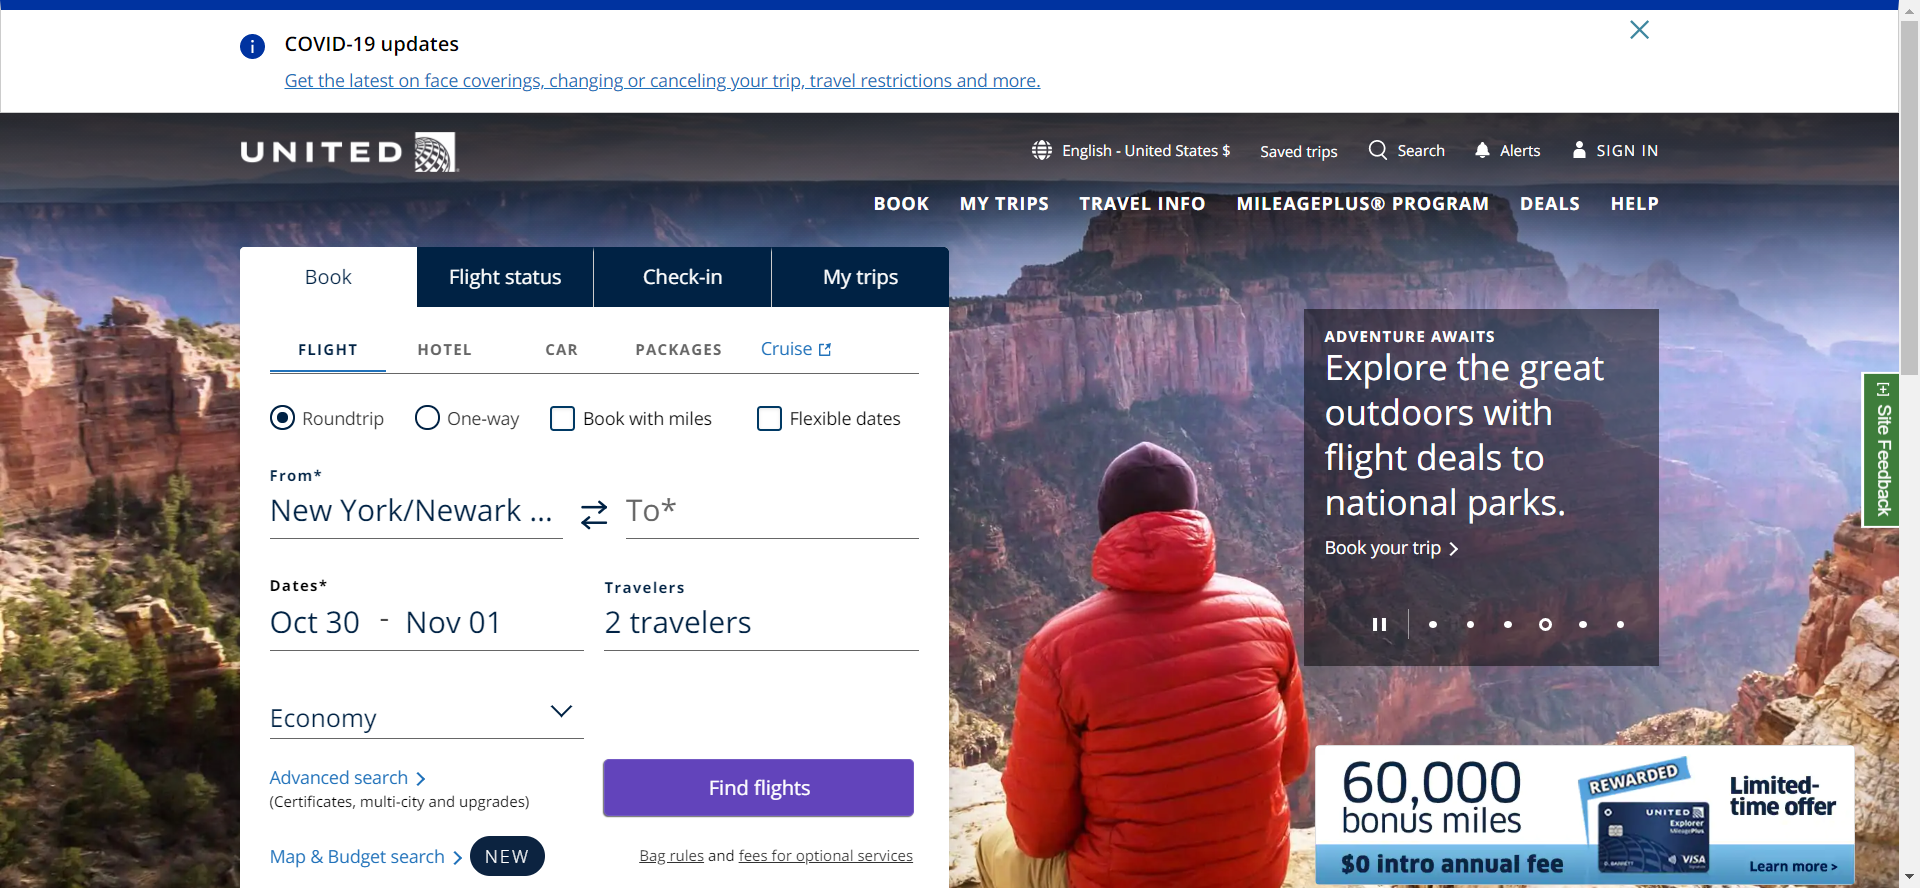 COVID-19 updates
Get the latest on face coverings, changing or canceling your trip, travel restrictions and more.
UNITED
English - United States $
Saved trips
Search
Alerts
SIGN IN
BOOK
MY TRIPS
TRAVEL INFO
MILEAGEPLUS® PROGRAM
DEALS
HELP
Book
Flight status
Check-in
My trips
FLIGHT
HOTEL
CAR
PACKAGES
Cruise
Roundtrip
One-way
Book with miles
Flexible dates
From*
New York/Newark ...
To*
Dates*
Oct 30 - Nov 01
Travelers
2 travelers
Economy
Advanced search
(Certificates, multi-city and upgrades)
Find flights
Map & Budget search
NEW
Bag rules and fees for optional services
ADVENTURE AWAITS
Explore the great
outdoors with
flight deals to
national parks.
Book your trip
[+] Site Feedback
60,000
bonus miles
$0 intro annual fee
REWARDED
UNITED
Explorer
MileagePlus
VISA
Limited-
time offer
Learn more >